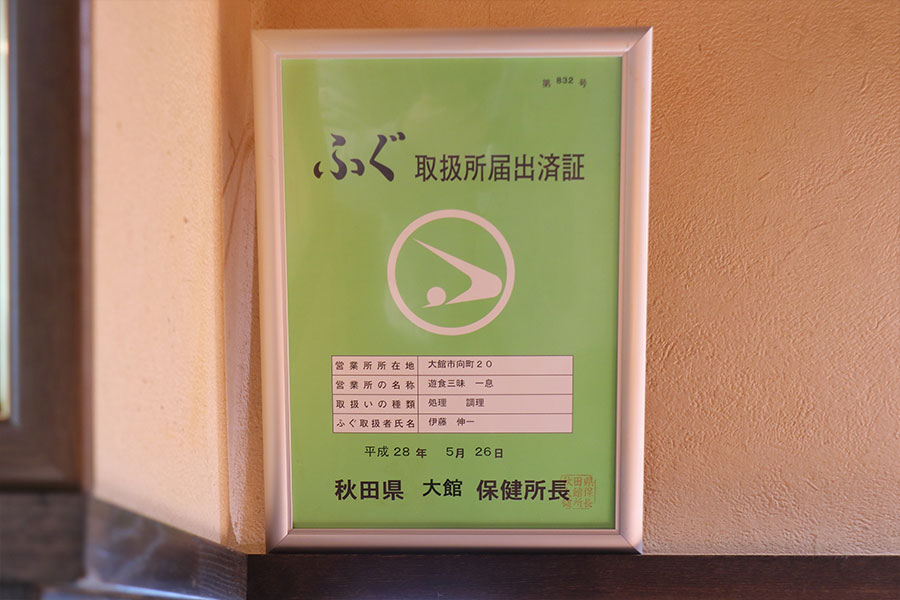 第 832 号
ふぐ 取扱所届出済証
営業所所在地 大館市向町20
営業所の名称 遊食三昧 一息
取扱いの種類 処理 調理
ふぐ取扱者氏名 伊藤 伸一
平成 28 年 5月 26日
秋田県 大館 保健所長